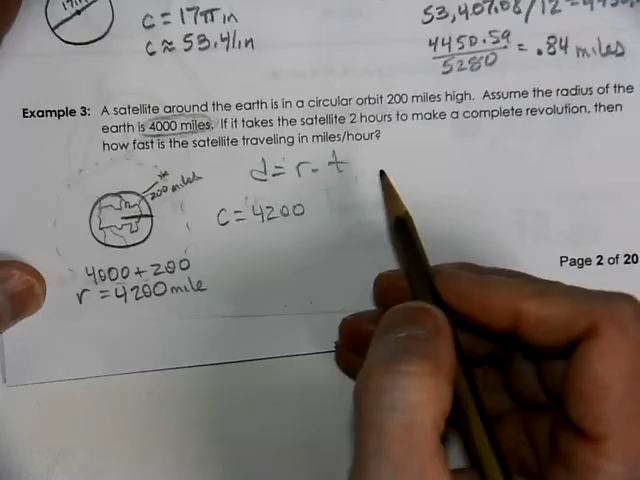 17in
C = 17π in
C ≈ 53.41 in
53,407.08/12 =
4450.59
5280
= .84 miles
Example 3: A satellite around the earth is in a circular orbit 200 miles high. Assume the radius of the
earth is 4000 miles. If it takes the satellite 2 hours to make a complete revolution, then
how fast is the satellite traveling in miles/hour?
200 miles
d = r · t
C = 4200
4000 + 200
r = 4200 mile
Page 2 of 20